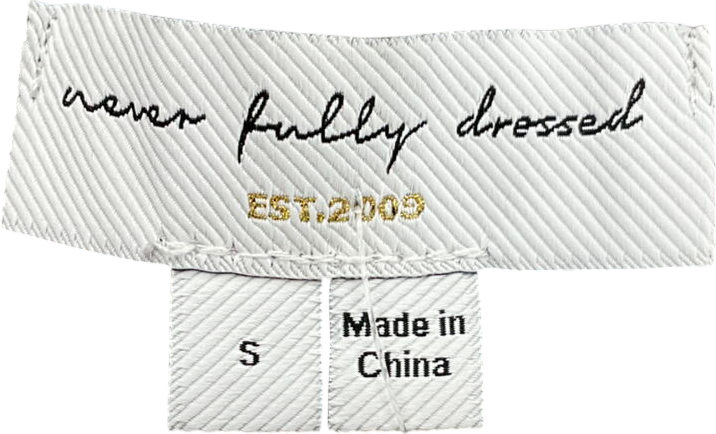 never fully dressed
EST.2009
S
Made in
China